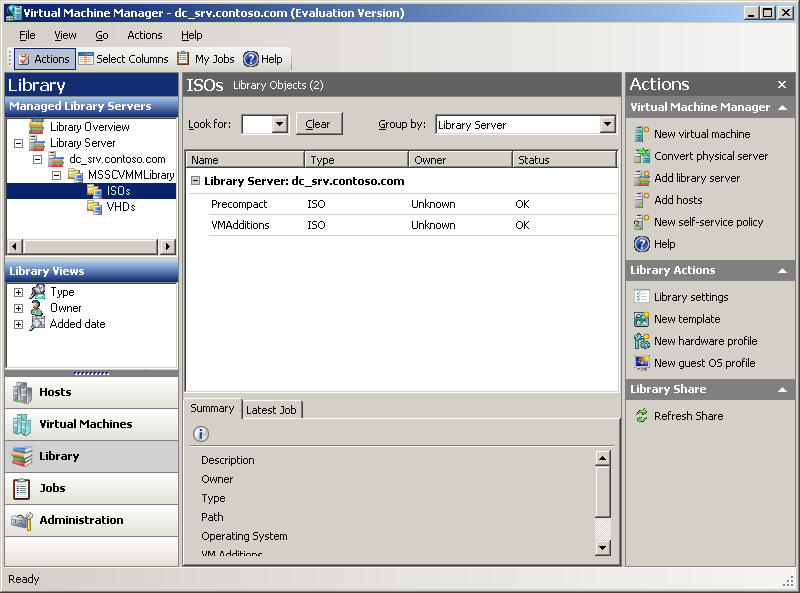 Virtual Machine Manager - dc_srv.contoso.com (Evaluation Version)
File View Go Actions Help
Actions Select Columns My Jobs Help
Library
Managed Library Servers
Library Overview
Library Server
dc_srv.contoso.com
MSSCVMMLibrary
ISOs
VHDs
Library Views
Type
Owner
Added date
Hosts
Virtual Machines
Library
Jobs
Administration
ISOs Library Objects (2)
Look for: Clear Group by: Library Server
Name Type Owner Status
Library Server: dc_srv.contoso.com
Precompact ISO Unknown OK
VMAdditions ISO Unknown OK
Summary Latest Job
Description
Owner
Type
Path
Operating System
VM Additions
Actions
Virtual Machine Manager
New virtual machine
Convert physical server
Add library server
Add hosts
New self-service policy
Help
Library Actions
Library settings
New template
New hardware profile
New guest OS profile
Library Share
Refresh Share
Ready